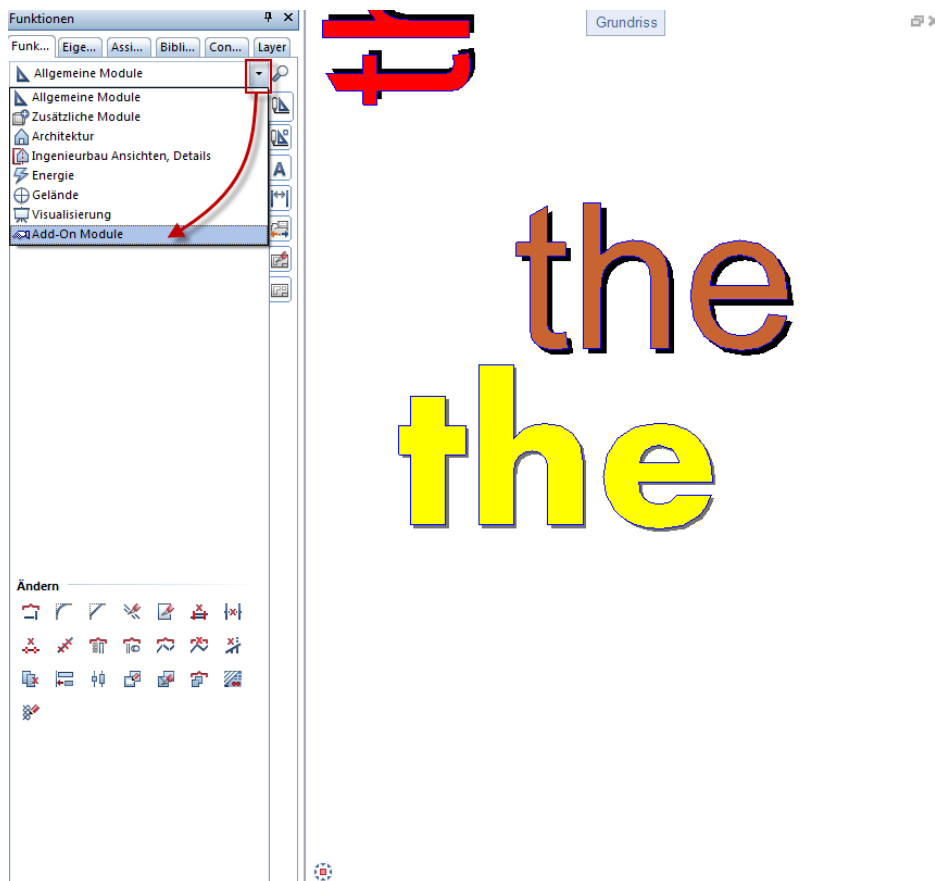 Funktionen
Funk... Eige... Assi... Bibli... Con... Layer
Allgemeine Module
Allgemeine Module
Zusätzliche Module
Architektur
Ingenieurbau Ansichten, Details
Energie
Gelände
Visualisierung
Add-On Module
A
Ändern
Grundriss
t
the
the